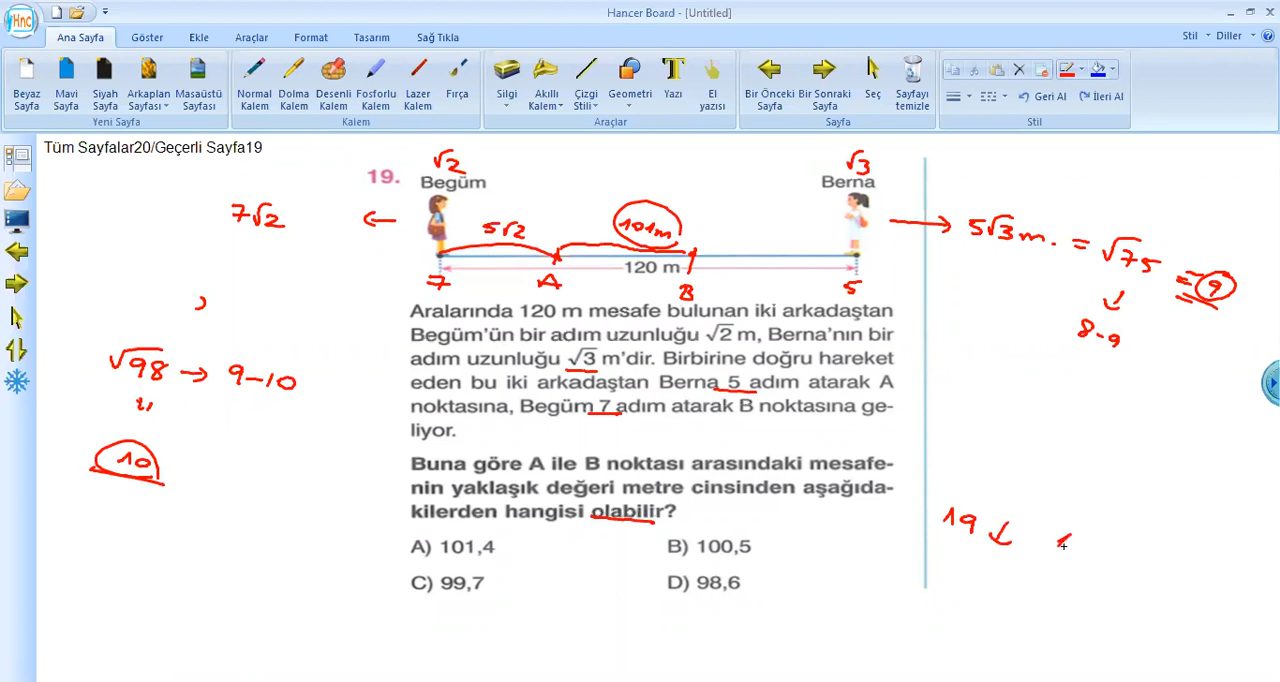 Hancer Board - [Untitled]
Hnc
Ana Sayfa Göster Ekle Araçlar Format Tasarım Sağ Tıkla
Stil Diller
Beyaz Sayfa Mavi Sayfa Siyah Sayfa Arkaplan Sayfası Masaüstü Sayfası
Normal Kalem Dolma Kalem Desenli Kalem Fosforlu Kalem Lazer Kalem Fırça
Silgi Akıllı Kalem Çizgi Stili Geometri Yazı El yazısı
Bir Önceki Sayfa Bir Sonraki Sayfa Seç Sayfayı temizle
Geri Al İleri Al
Yeni Sayfa Kalem Araçlar Sayfa Stil
Tüm Sayfalar20/Geçerli Sayfa19
√2 √3
19. Begüm Berna
7√2 5√2 101m 5√3 m. = √75 = 9
120 m
7 A B 5
8-9
Aralarında 120 m mesafe bulunan iki arkadaştan
Begüm'ün bir adım uzunluğu √2 m, Berna'nın bir
adım uzunluğu √3 m'dir. Birbirine doğru hareket
eden bu iki arkadaştan Berna 5 adım atarak A
noktasına, Begüm 7 adım atarak B noktasına ge-
liyor.
√98 → 9-10
10
Buna göre A ile B noktası arasındaki mesafe-
nin yaklaşık değeri metre cinsinden aşağıda-
kilerden hangisi olabilir?
19
A) 101,4 B) 100,5
C) 99,7 D) 98,6